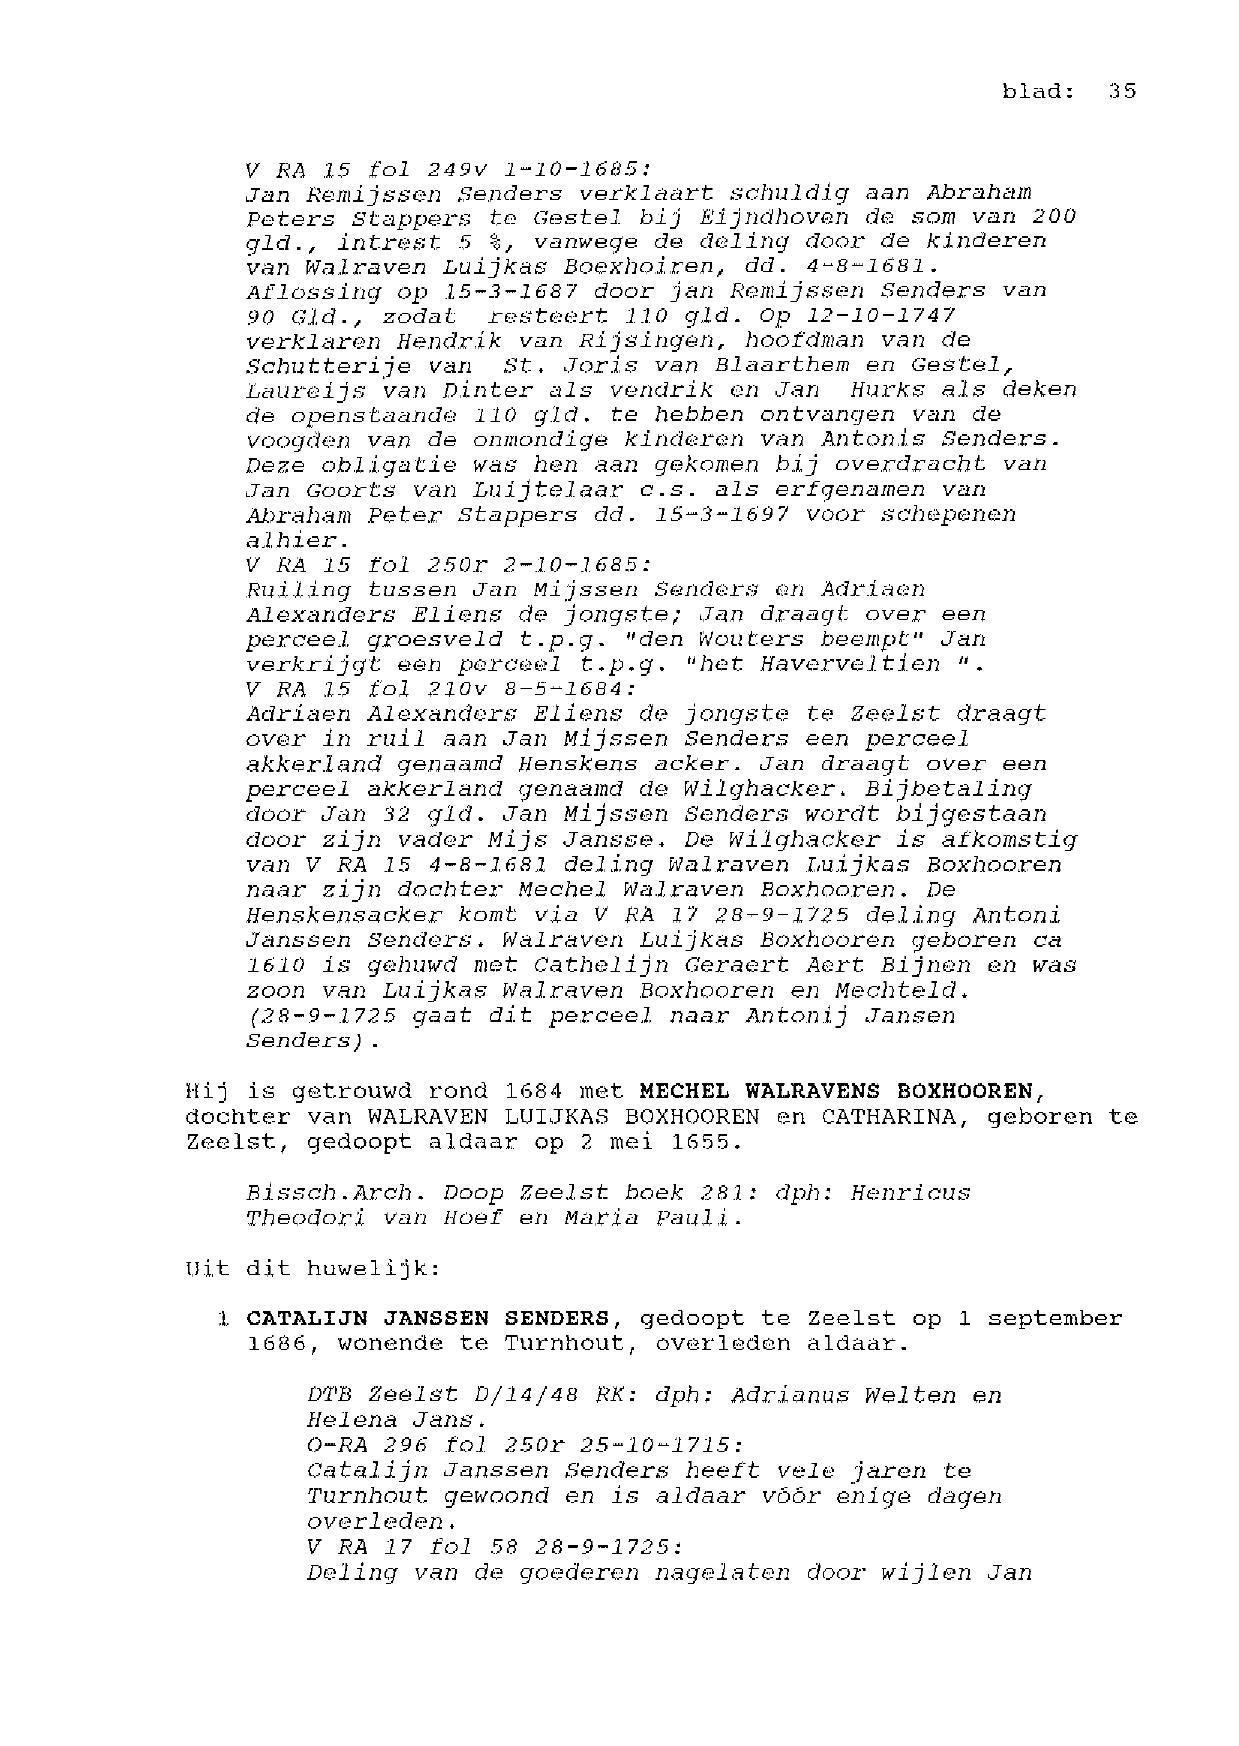 blad: 35
V RA 15 fol 249v 1-10-1685:
Jan Remijssen Senders verklaart schuldig aan Abraham
Peters Stappers te Gestel bij Eijndhoven de som van 200
gld., intrest 5 %, vanwege de deling door de kinderen
van Walraven Luijkas Boexhoiren, dd. 4-8-1681.
Aflossing op 15-3-1687 door jan Remijssen Senders van
90 Gld., zodat resteert 110 gld. Op 12-10-1747
verklaren Hendrik van Rijsingen, hoofdman van de
Schutterije van St. Joris van Blaarthem en Gestel,
Laureijs van Dinter als vendrik en Jan Hurks als deken
de openstaande 110 gld. te hebben ontvangen van de
voogden van de onmondige kinderen van Antonis Senders.
Deze obligatie was hen aan gekomen bij overdracht van
Jan Goorts van Luijtelaar c.s. als erfgenamen van
Abraham Peter Stappers dd. 15-3-1697 voor schepenen
alhier.
V RA 15 fol 250r 2-10-1685:
Ruiling tussen Jan Mijssen Senders en Adriaen
Alexanders Eliens de jongste; Jan draagt over een
perceel groesveld t.p.g. "den Wouters beempt" Jan
verkrijgt een perceel t.p.g. "het Haverveltien ".
V RA 15 fol 210v 8-5-1684:
Adriaen Alexanders Eliens de jongste te Zeelst draagt
over in ruil aan Jan Mijssen Senders een perceel
akkerland genaamd Henskens acker. Jan draagt over een
perceel akkerland genaamd de Wilghacker. Bijbetaling
door Jan 32 gld. Jan Mijssen Senders wordt bijgestaan
door zijn vader Mijs Jansse. De Wilghacker is afkomstig
van V RA 15 4-8-1681 deling Walraven Luijkas Boxhooren
naar zijn dochter Mechel Walraven Boxhooren. De
Henskensacker komt via V RA 17 28-9-1725 deling Antoni
Janssen Senders. Walraven Luijkas Boxhooren geboren ca
1610 is gehuwd met Cathelijn Geraert Aert Bijnen en was
zoon van Luijkas Walraven Boxhooren en Mechteld.
(28-9-1725 gaat dit perceel naar Antonij Jansen
Senders).
Hij is getrouwd rond 1684 met MECHEL WALRAVENS BOXHOOREN,
dochter van WALRAVEN LUIJKAS BOXHOOREN en CATHARINA, geboren te
Zeelst, gedoopt aldaar op 2 mei 1655.
Bissch.Arch. Doop Zeelst boek 281: dph: Henricus
Theodori van Hoef en Maria Pauli.
Uit dit huwelijk:
1 CATALIJN JANSSEN SENDERS, gedoopt te Zeelst op 1 september
1686, wonende te Turnhout, overleden aldaar.
DTB Zeelst D/14/48 RK: dph: Adrianus Welten en
Helena Jans.
O-RA 296 fol 250r 25-10-1715:
Catalijn Janssen Senders heeft vele jaren te
Turnhout gewoond en is aldaar vóór enige dagen
overleden.
V RA 17 fol 58 28-9-1725:
Deling van de goederen nagelaten door wijlen Jan